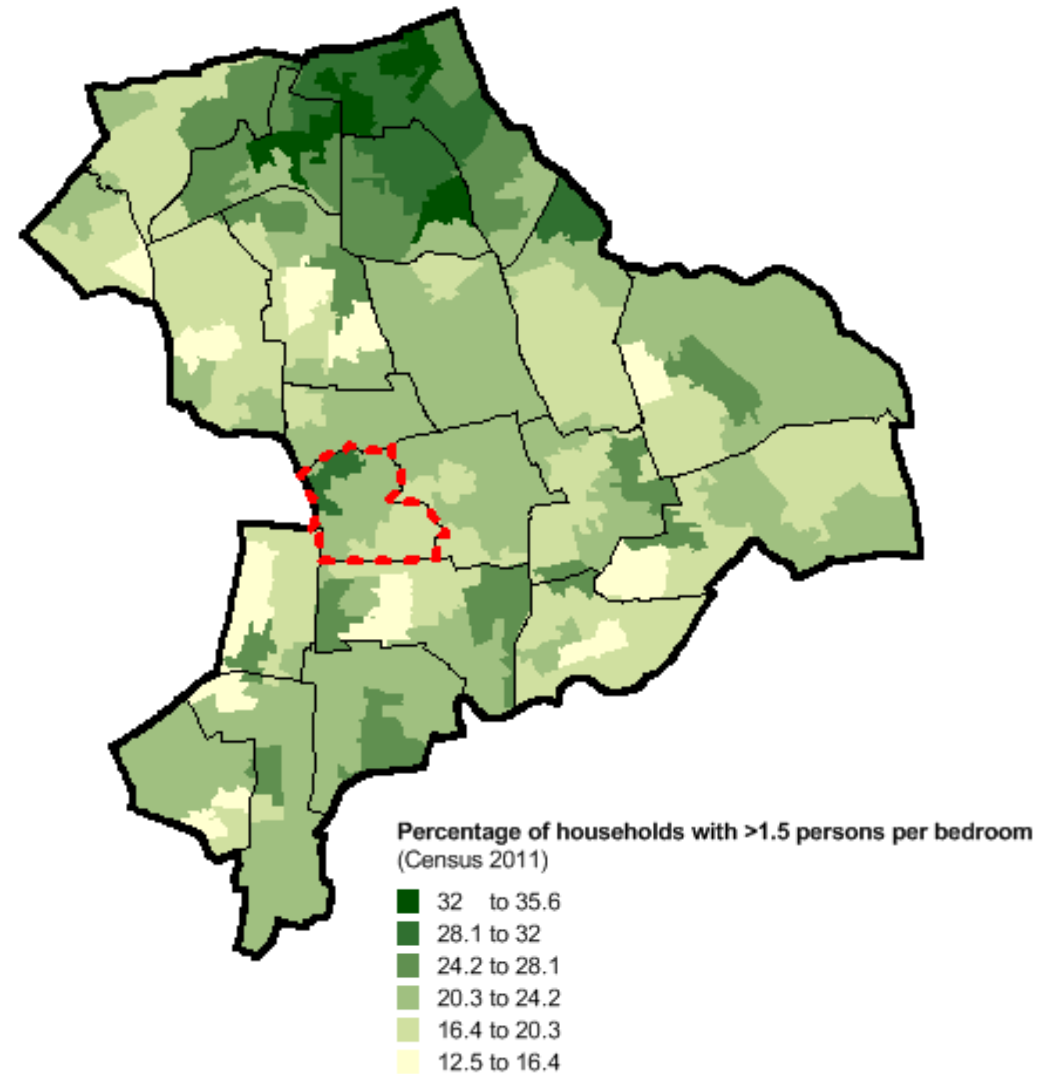 Percentage of households with >1.5 persons per bedroom
(Census 2011)
32 to 35.6
28.1 to 32
24.2 to 28.1
20.3 to 24.2
16.4 to 20.3
12.5 to 16.4